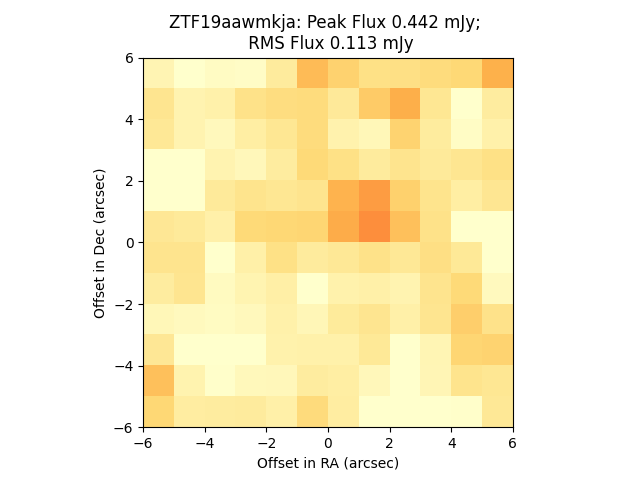 ZTF19aawmkja: Peak Flux 0.442 mJy;
RMS Flux 0.113 mJy
6
4
2
0
−2
−4
−6
Offset in Dec (arcsec)
−6 −4 −2 0 2 4 6
Offset in RA (arcsec)